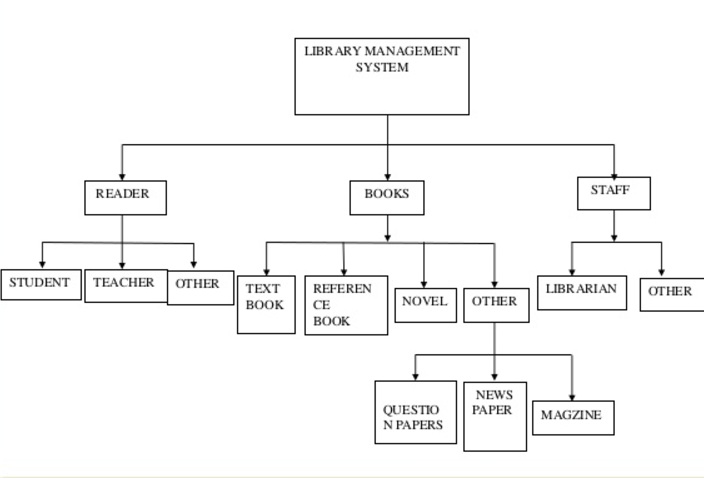 LIBRARY MANAGEMENT
SYSTEM
READER
BOOKS
STAFF
STUDENT
TEACHER
OTHER
TEXT
BOOK
REFEREN
CE
BOOK
NOVEL
OTHER
LIBRARIAN
OTHER
QUESTIO
N PAPERS
NEWS
PAPER
MAGZINE